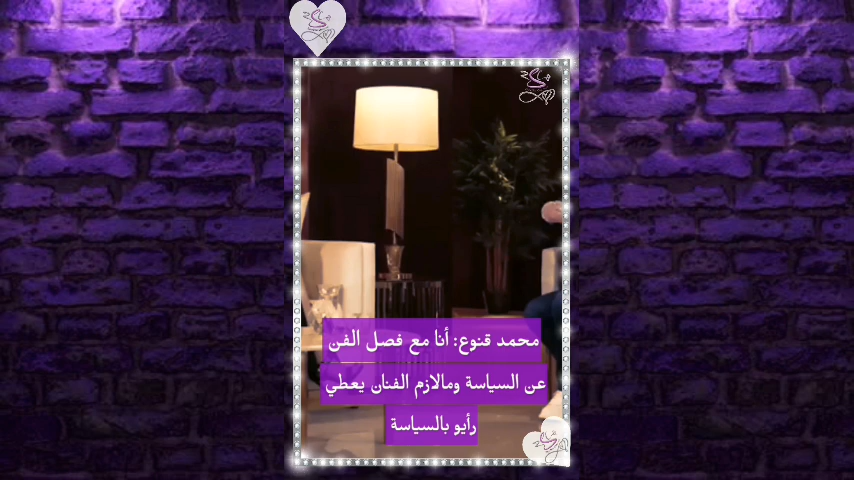 محمد قنوع: أنا مع فصل الفن
عن السياسة ومالازم الفنان يعطي
رأيو بالسياسة